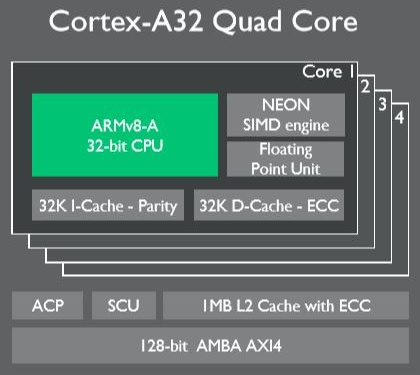 Cortex-A32 Quad Core
Core 1
2
3
4
ARMv8-A
32-bit CPU
NEON
SIMD engine
Floating
Point Unit
32K I-Cache - Parity
32K D-Cache - ECC
ACP
SCU
1MB L2 Cache with ECC
128-bit AMBA AXI4